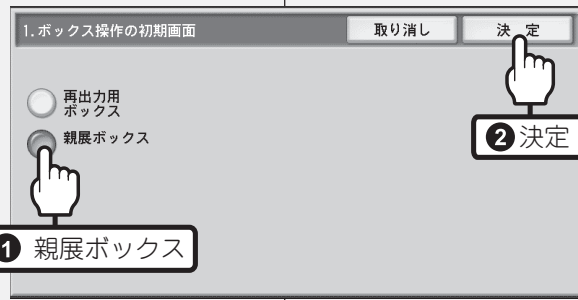 1.ボックス操作の初期画面
取り消し
決 定
再出力用
ボックス
親展ボックス
❷決定
❶ 親展ボックス